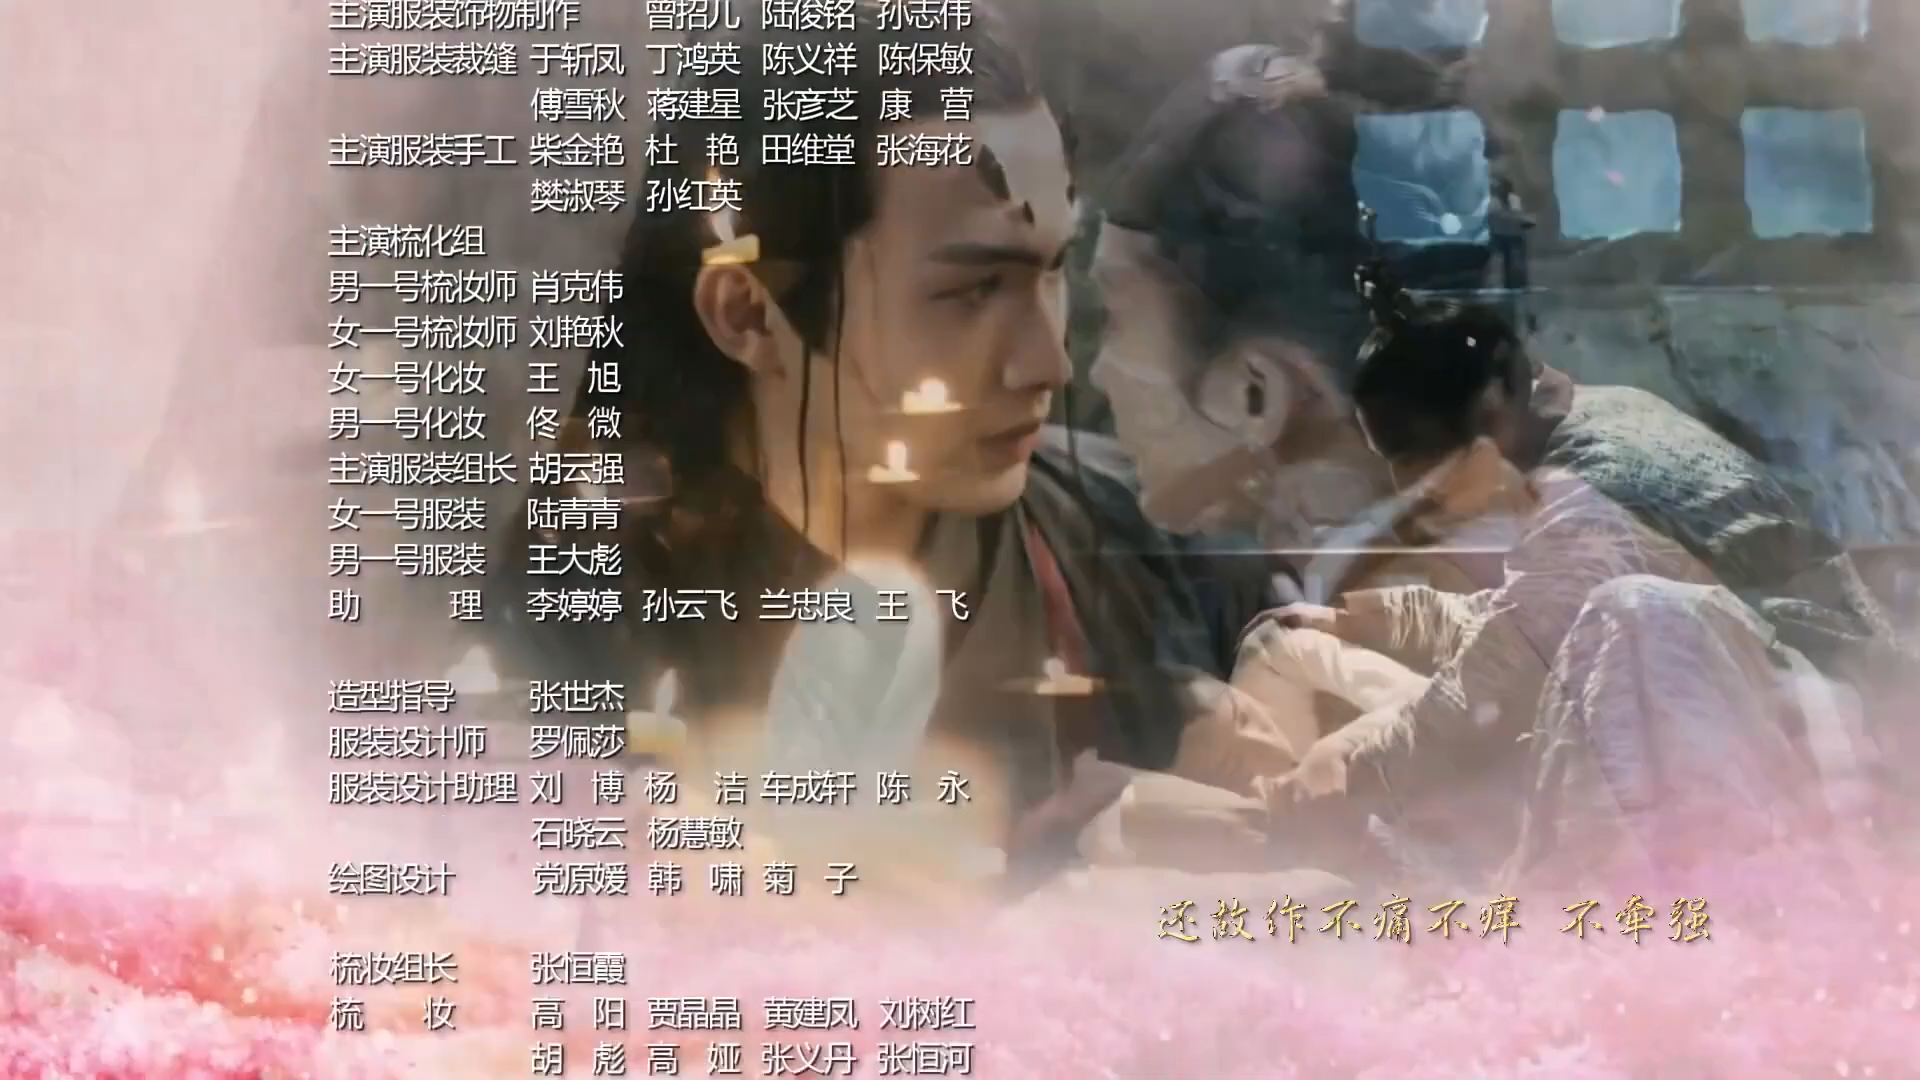 主演服装饰物制作 曾招儿 陆俊铭 孙志伟
主演服装裁缝 于斩凤 丁鸿英 陈义祥 陈保敏
傅雪秋 蒋建星 张彦芝 康 营
主演服装手工 柴金艳 杜 艳 田维堂 张海花
樊淑琴 孙红英
主演梳化组
男一号梳妆师 肖克伟
女一号梳妆师 刘艳秋
女一号化妆 王 旭
男一号化妆 佟 微
主演服装组长 胡云强
女一号服装 陆青青
男一号服装 王大彪
助 理 李婷婷 孙云飞 兰忠良 王 飞
造型指导 张世杰
服装设计师 罗佩莎
服装设计助理 刘 博 杨 洁 车成轩 陈 永
石晓云 杨慧敏
绘图设计 党原媛 韩 啸 菊 子
还故作不痛不痒 不牵强
梳妆组长 张恒霞
梳 妆 高 阳 贾晶晶 黄建凤 刘树红
胡 彪 高 娅 张义丹 张恒河